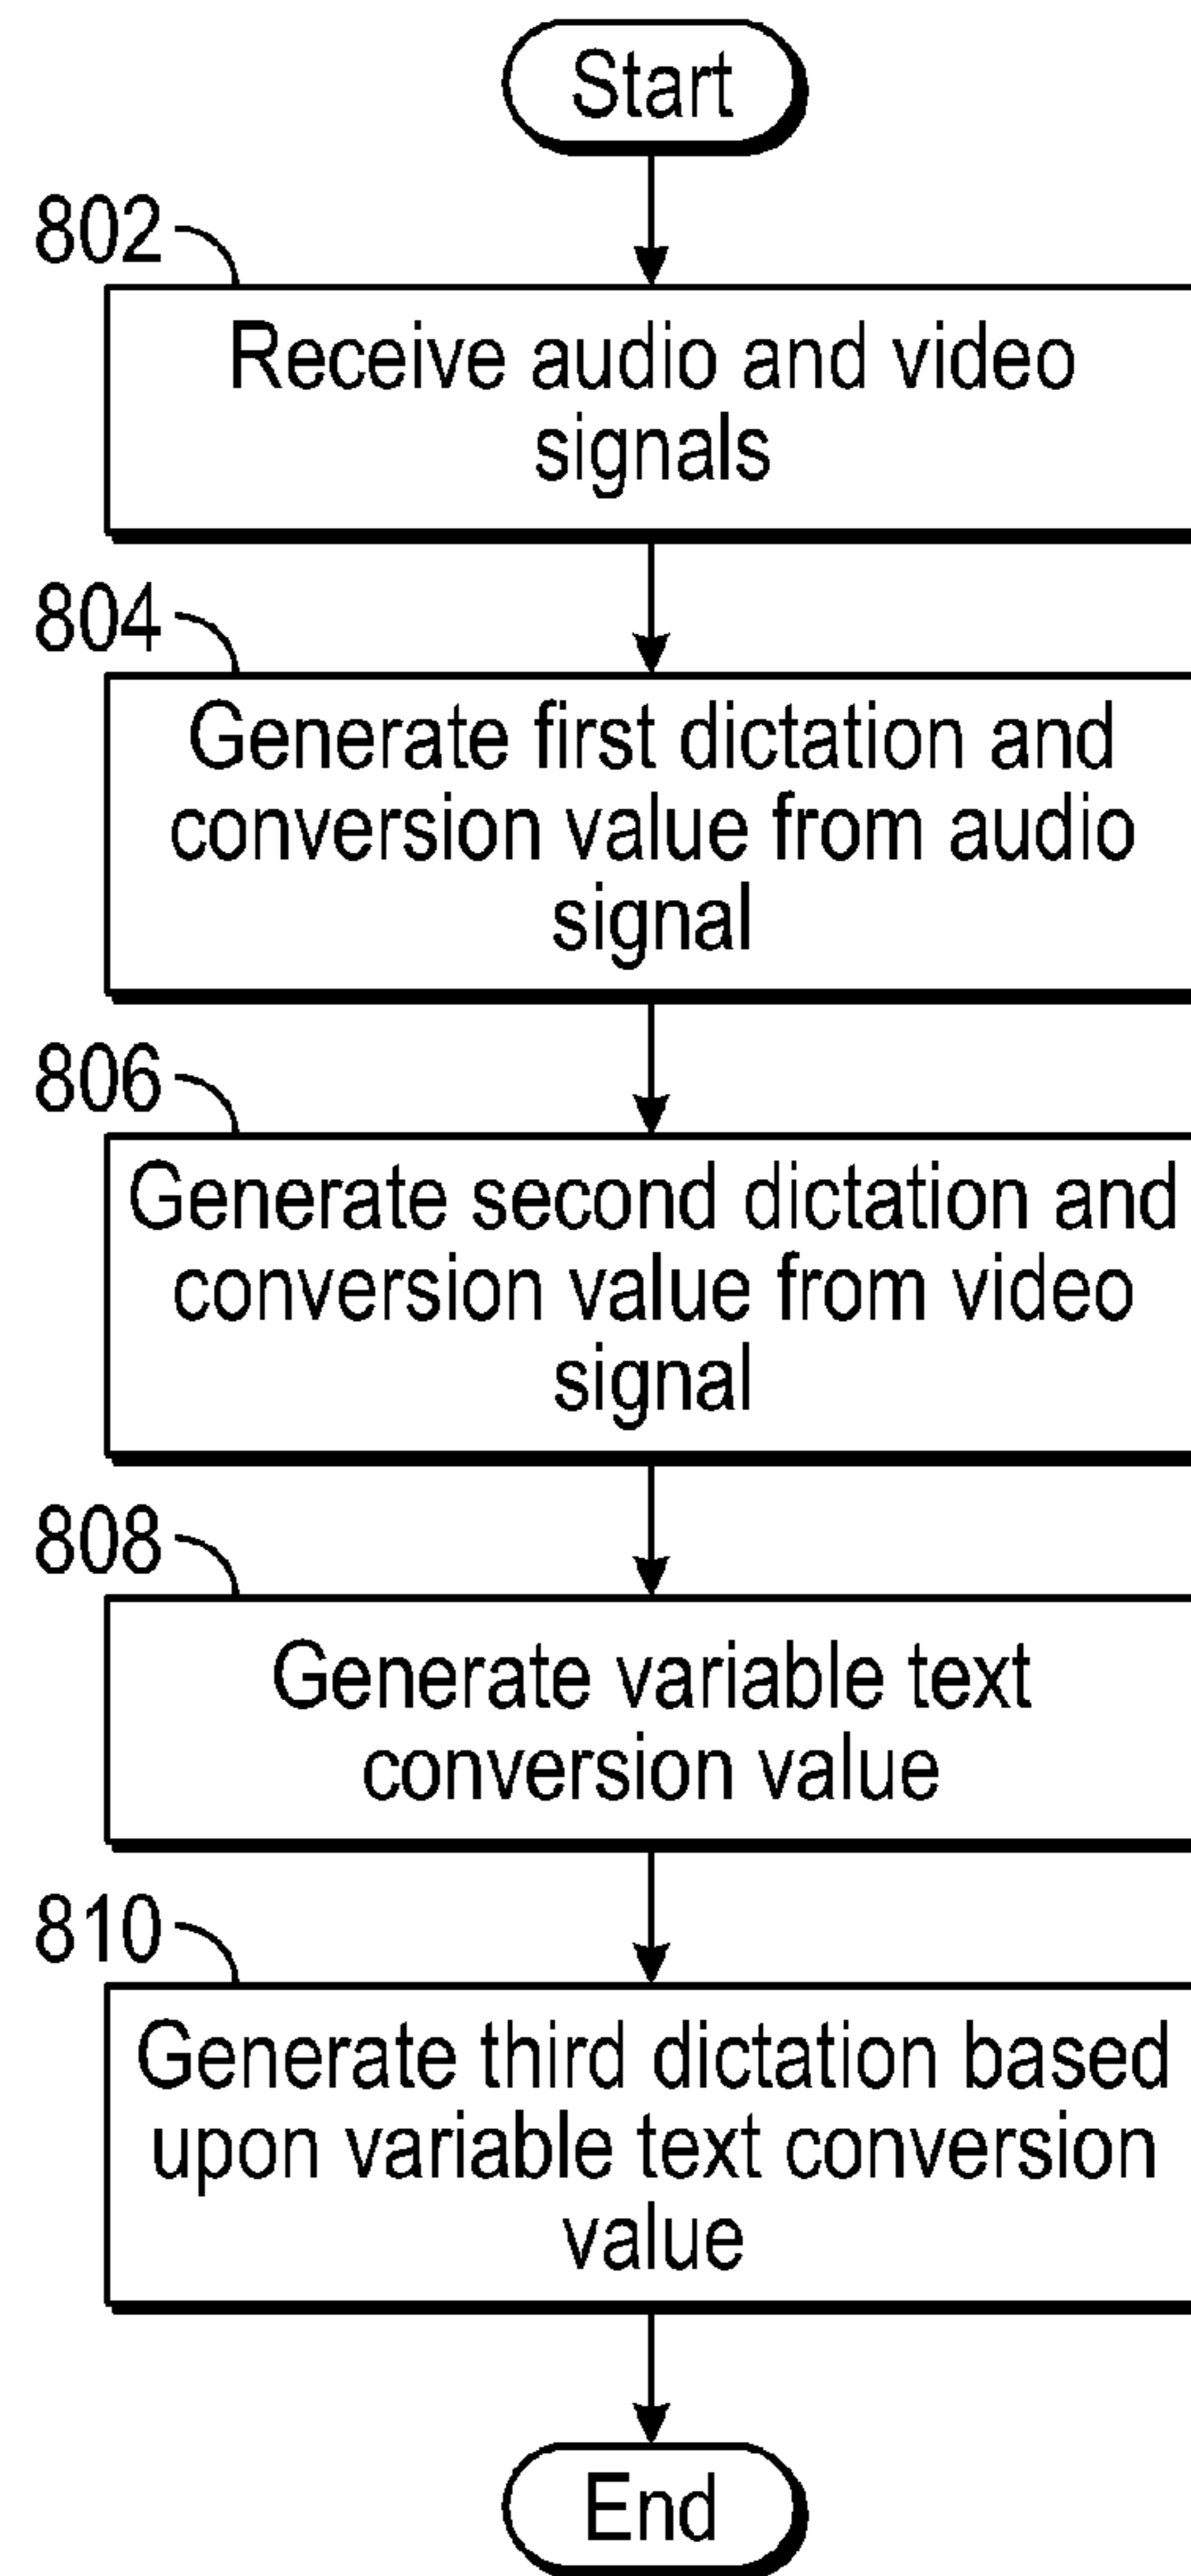 Start
802
Receive audio and video
signals
804
Generate first dictation and
conversion value from audio
signal
806
Generate second dictation and
conversion value from video
signal
808
Generate variable text
conversion value
810
Generate third dictation based
upon variable text conversion
value
End